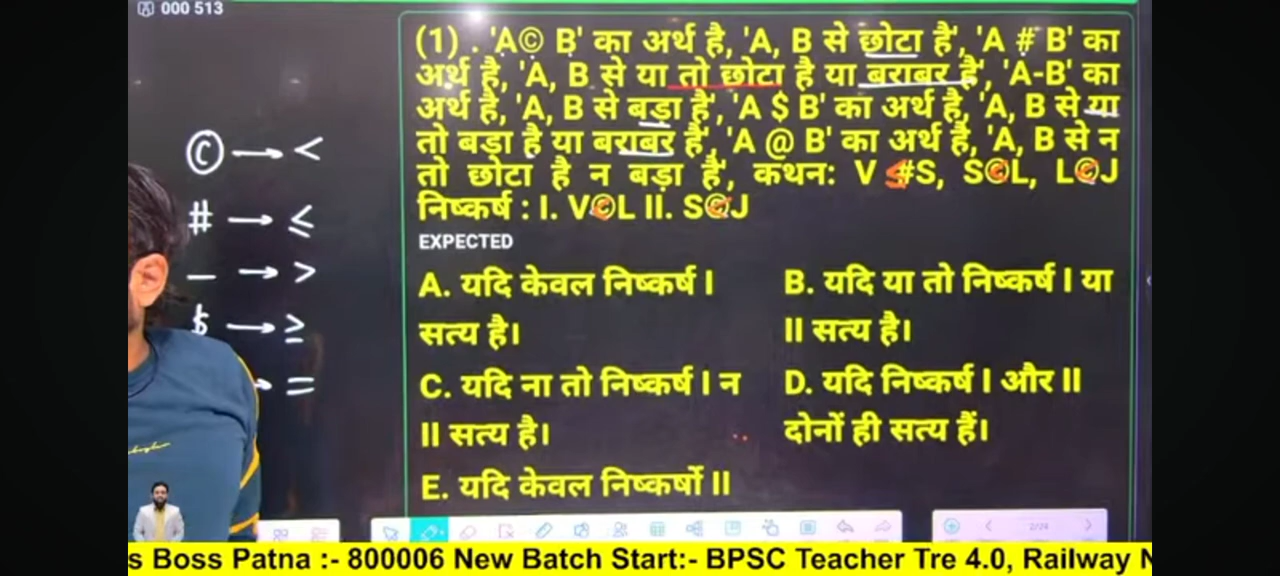 000 513
(1) . 'A© B' का अर्थ है, 'A, B से छोटा है', 'A # B' का
अर्थ है, 'A, B से या तो छोटा है या बराबर है', 'A-B' का
अर्थ है, 'A, B से बड़ा है', 'A $ B' का अर्थ है, 'A, B से या
तो बड़ा है या बराबर है', 'A @ B' का अर्थ है, 'A, B से न
तो छोटा है न बड़ा है', कथन: V #S, S©L, L©J
निष्कर्ष : I. V©L II. S©J
EXPECTED
A. यदि केवल निष्कर्ष I
सत्य है।
B. यदि या तो निष्कर्ष I या
II सत्य है।
C. यदि ना तो निष्कर्ष I न
II सत्य है।
D. यदि निष्कर्ष I और II
दोनों ही सत्य हैं।
E. यदि केवल निष्कर्षो II
© → <
# → ≤
− → >
$ → ≥
→ =
2/24
s Boss Patna :- 800006 New Batch Start:- BPSC Teacher Tre 4.0, Railway